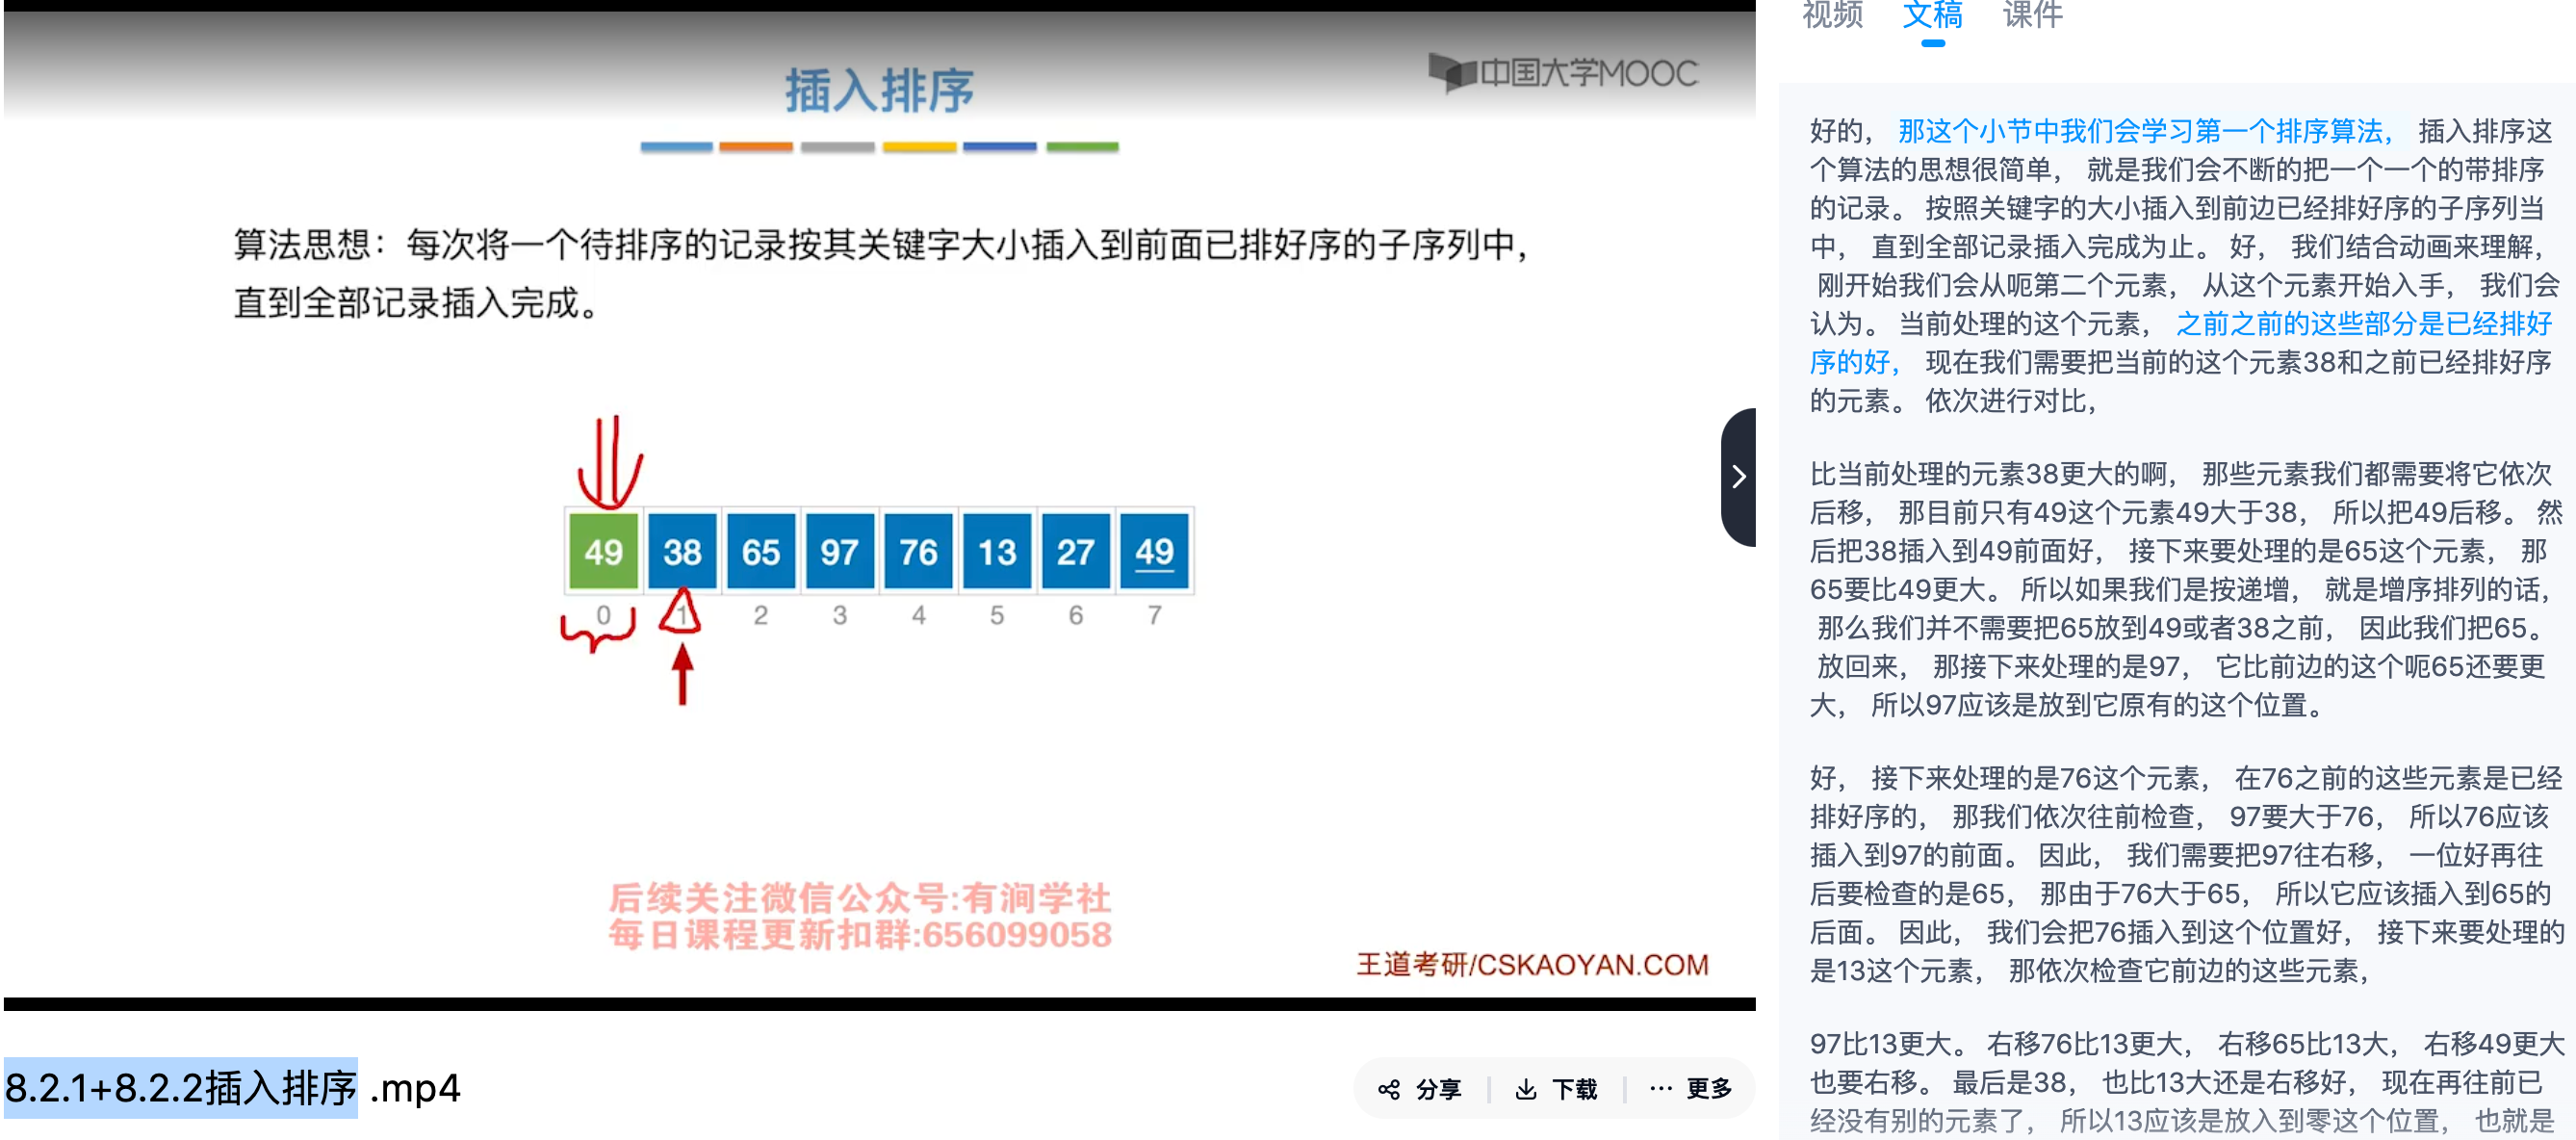 插入排序
中国大学MOOC
算法思想：每次将一个待排序的记录按其关键字大小插入到前面已排好序的子序列中，
直到全部记录插入完成。
49 38 65 97 76 13 27 49
0 1 2 3 4 5 6 7
后续关注微信公众号:有涧学社
每日课程更新扣群:656099058
王道考研/CSKAOYAN.COM
8.2.1+8.2.2插入排序 .mp4
分享 下载 ··· 更多
视频 文稿 课件
好的， 那这个小节中我们会学习第一个排序算法， 插入排序这
个算法的思想很简单， 就是我们会不断的把一个一个的带排序
的记录。 按照关键字的大小插入到前边已经排好序的子序列当
中， 直到全部记录插入完成为止。 好， 我们结合动画来理解，
刚开始我们会从呃第二个元素， 从这个元素开始入手， 我们会
认为。 当前处理的这个元素， 之前之前的这些部分是已经排好
序的好， 现在我们需要把当前的这个元素38和之前已经排好序
的元素。 依次进行对比，
比当前处理的元素38更大的啊， 那些元素我们都需要将它依次
后移， 那目前只有49这个元素49大于38， 所以把49后移。 然
后把38插入到49前面好， 接下来要处理的是65这个元素， 那
65要比49更大。 所以如果我们是按递增， 就是增序排列的话，
那么我们并不需要把65放到49或者38之前， 因此我们把65。
放回来， 那接下来处理的是97， 它比前边的这个呃65还要更
大， 所以97应该是放到它原有的这个位置。
好， 接下来处理的是76这个元素， 在76之前的这些元素是已经
排好序的， 那我们依次往前检查， 97要大于76， 所以76应该
插入到97的前面。 因此， 我们需要把97往右移， 一位好再往
后要检查的是65， 那由于76大于65， 所以它应该插入到65的
后面。 因此， 我们会把76插入到这个位置好， 接下来要处理的
是13这个元素， 那依次检查它前边的这些元素，
97比13更大。 右移76比13更大， 右移65比13大， 右移49更大
也要右移。 最后是38， 也比13大还是右移好， 现在再往前已
经没有别的元素了， 所以13应该是放入到零这个位置， 也就是